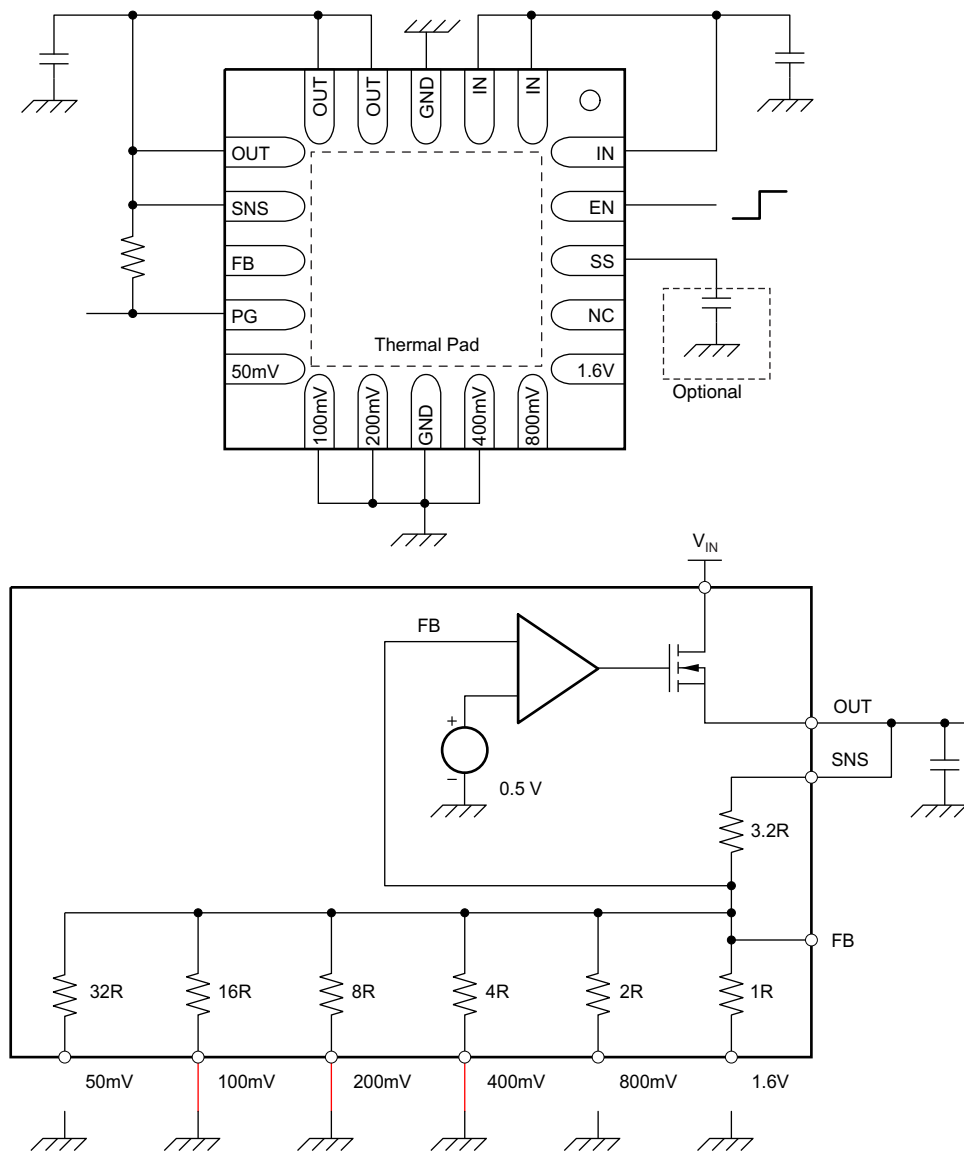 OUT
OUT
GND
IN
IN
OUT
IN
SNS
EN
FB
SS
PG
NC
Thermal Pad
50mV
1.6V
100mV
200mV
GND
400mV
800mV
Optional
VIN
FB
OUT
+
SNS
−
0.5 V
3.2R
FB
32R
16R
8R
4R
2R
1R
50mV
100mV
200mV
400mV
800mV
1.6V